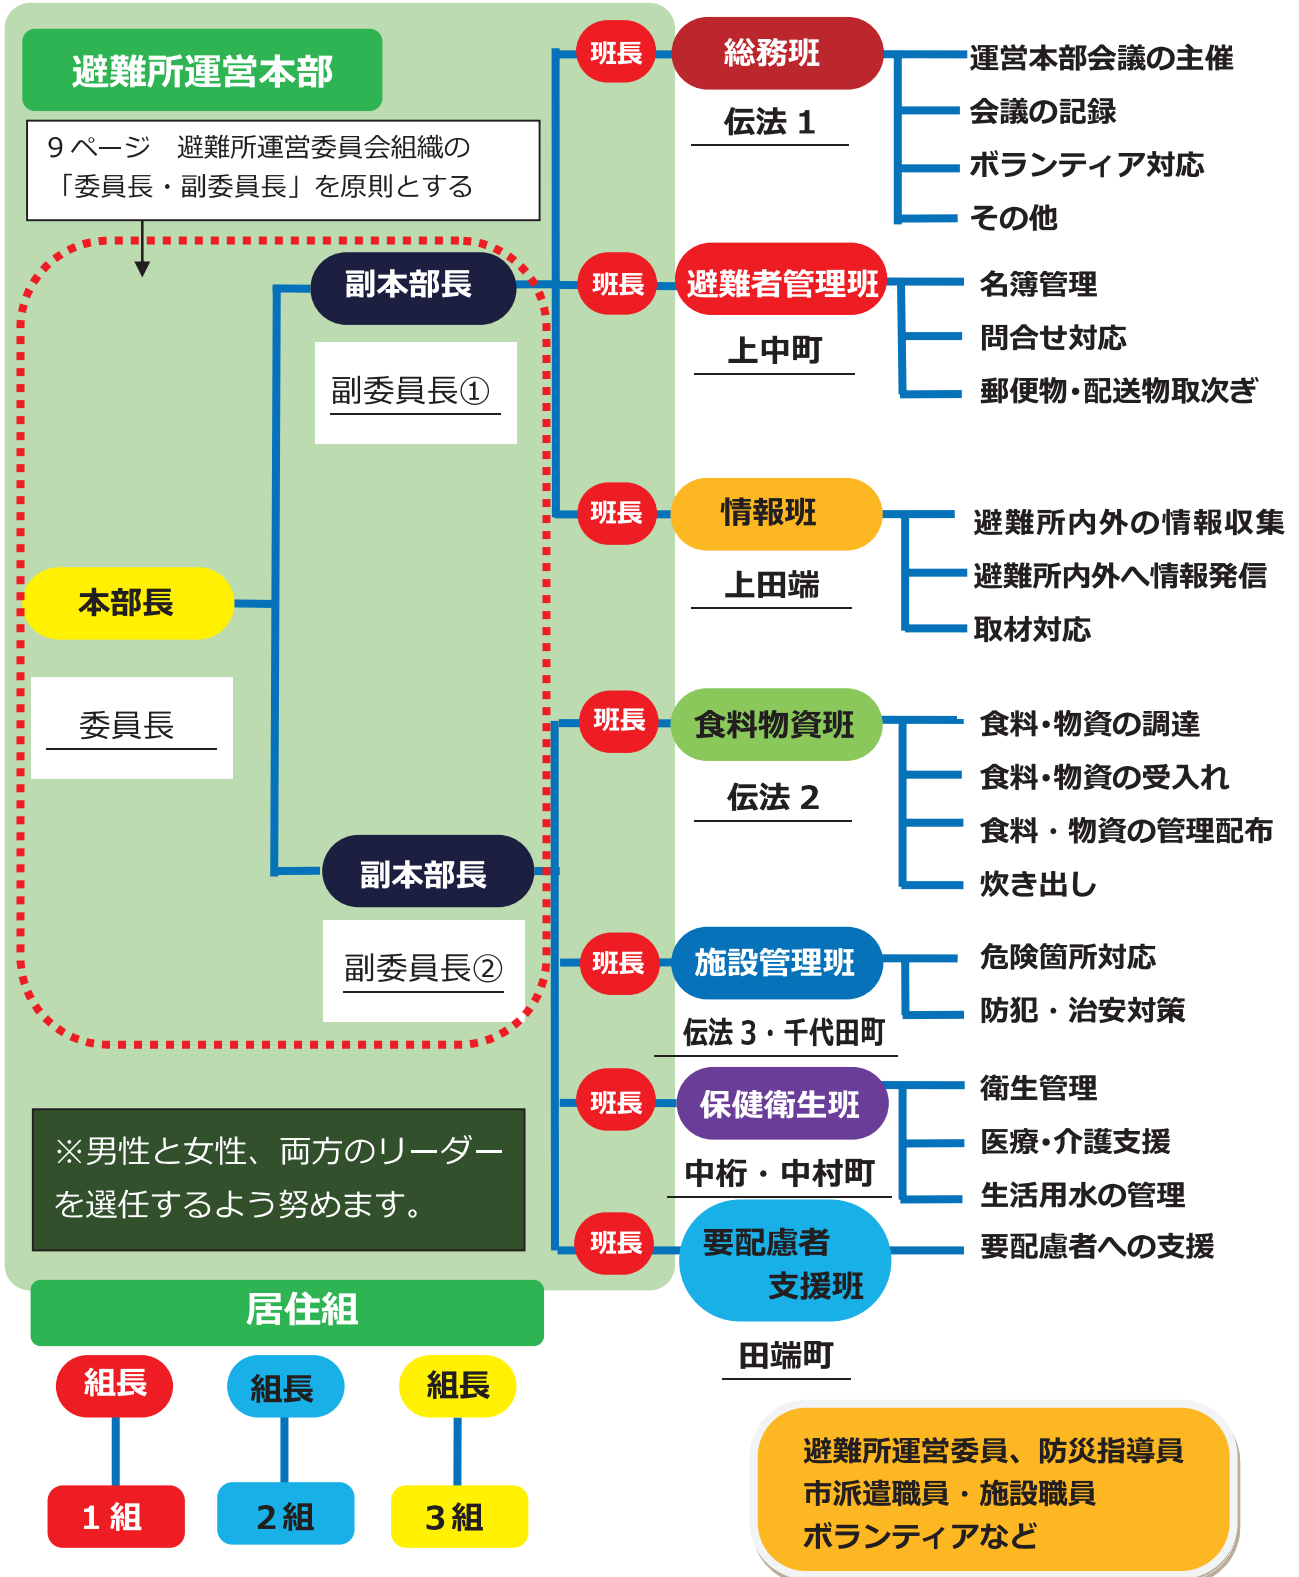 避難所運営本部
9ページ　避難所運営委員会組織の
「委員長・副委員長」を原則とする
本部長
委員長
副本部長
副委員長①
副本部長
副委員長②
班長
総務班
伝法 1
運営本部会議の主催
会議の記録
ボランティア対応
その他
班長
避難者管理班
上中町
名簿管理
問合せ対応
郵便物・配送物取次ぎ
班長
情報班
上田端
避難所内外の情報収集
避難所内外へ情報発信
取材対応
班長
食料物資班
伝法 2
食料・物資の調達
食料・物資の受入れ
食料・物資の管理配布
炊き出し
班長
施設管理班
伝法 3・千代田町
危険箇所対応
防犯・治安対策
班長
保健衛生班
中桁・中村町
衛生管理
医療・介護支援
生活用水の管理
班長
要配慮者
支援班
田端町
要配慮者への支援
※男性と女性、両方のリーダー
を選任するよう努めます。
居住組
組長
組長
組長
1 組
2 組
3 組
避難所運営委員、防災指導員
市派遣職員・施設職員
ボランティアなど